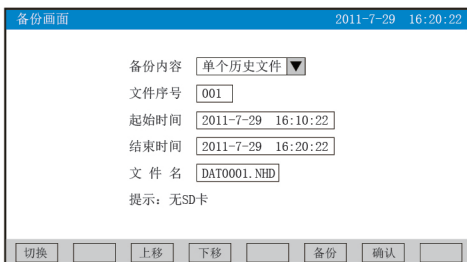 备份画面 2011-7-29 16:20:22
备份内容 单个历史文件
文件序号 001
起始时间 2011-7-29 16:10:22
结束时间 2011-7-29 16:20:22
文 件 名 DAT0001.NHD
提示：无SD卡
切换 上移 下移 备份 确认